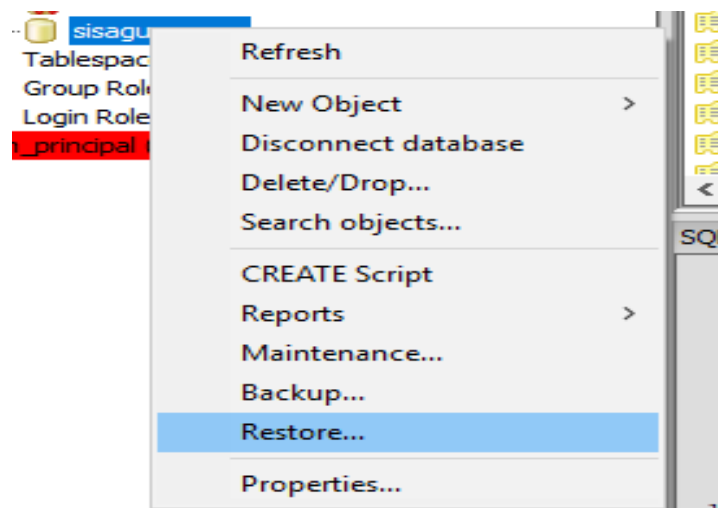 sisagu
Refresh
Tablespac
Group Rol
New Object
Login Role
Disconnect database
_principal
Delete/Drop...
Search objects...
SQ
CREATE Script
Reports
Maintenance...
Backup...
Restore...
Properties...